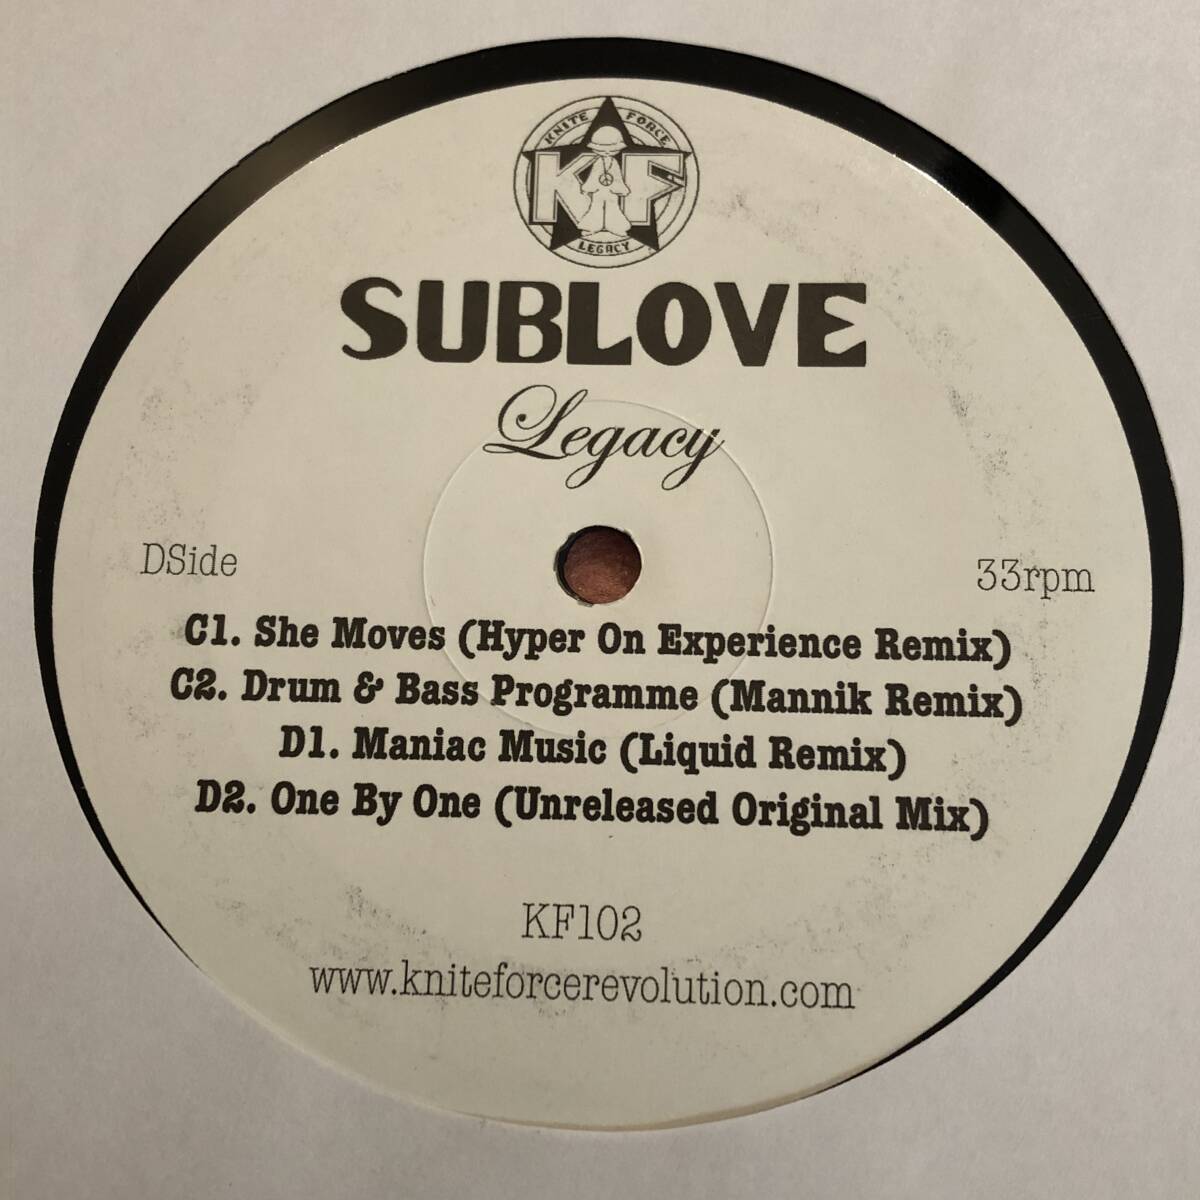 KNITE FORCE
KF
LEGACY
SUBLOVE
Legacy
DSide
33rpm
C1. She Moves (Hyper On Experience Remix)
C2. Drum & Bass Programme (Mannik Remix)
D1. Maniac Music (Liquid Remix)
D2. One By One (Unreleased Original Mix)
KF102
www.kniteforcerevolution.com